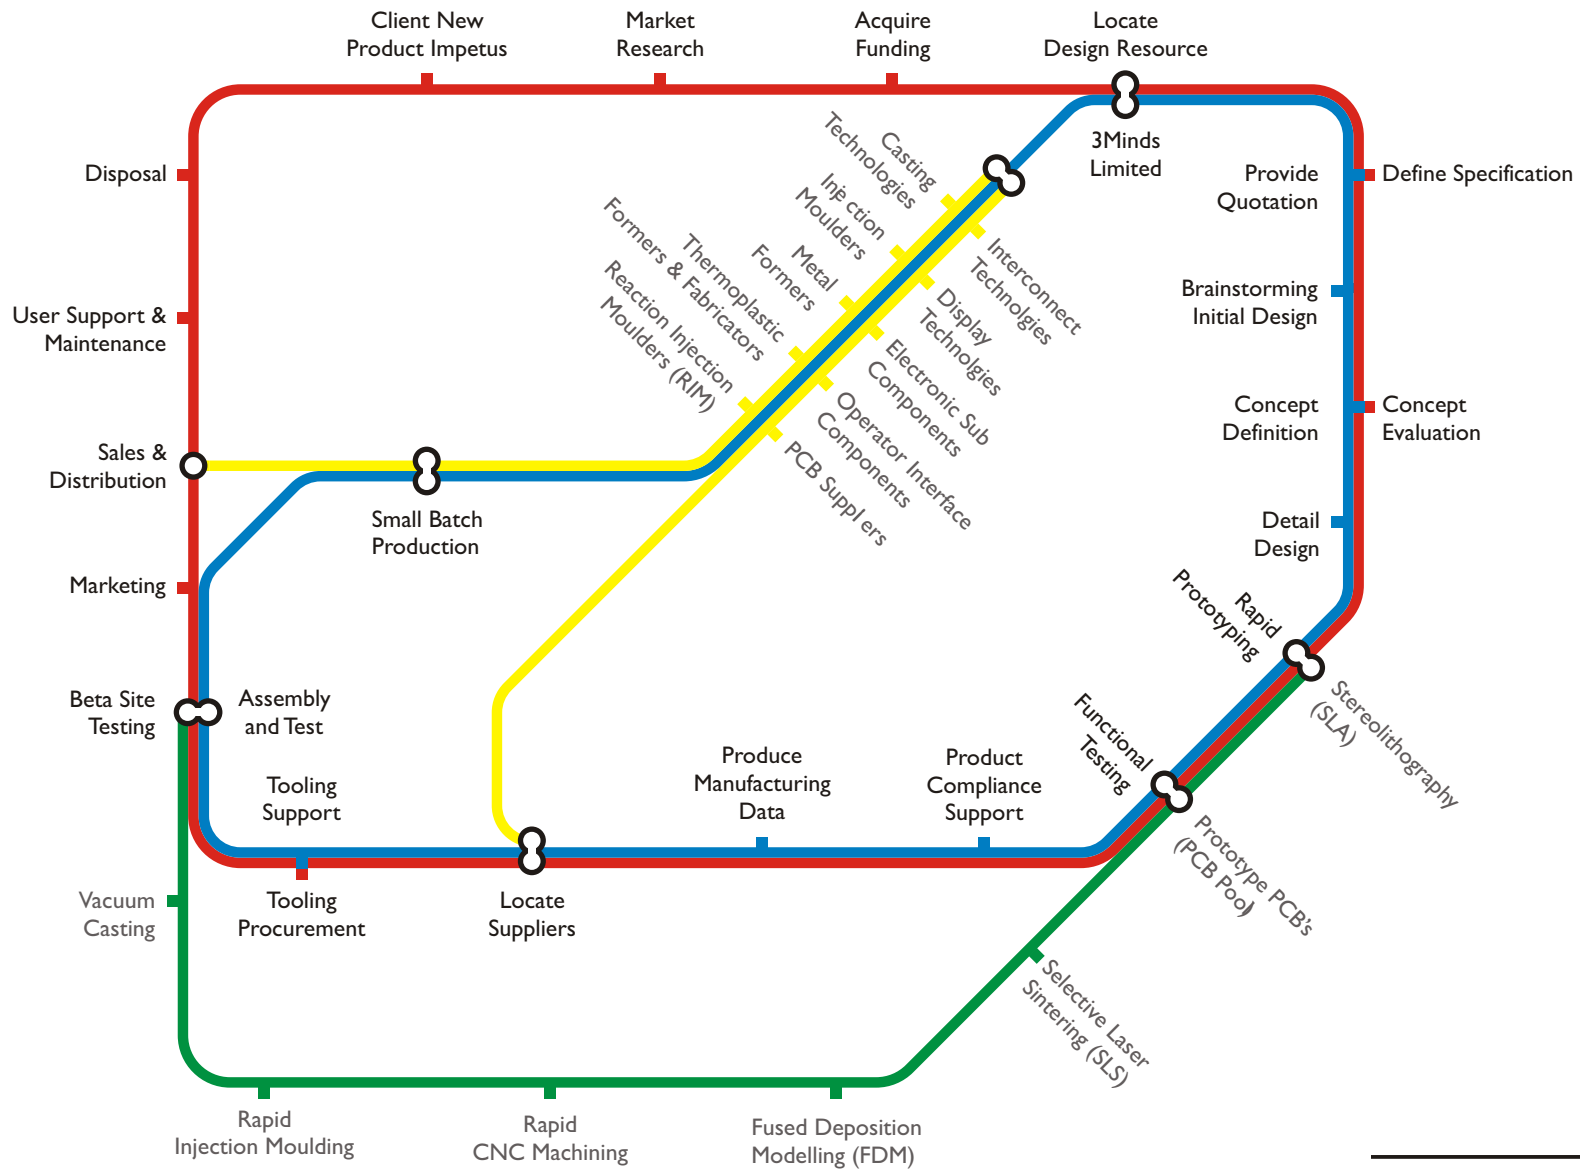 Client New
Product Impetus
Market
Research
Acquire
Funding
Locate
Design Resource
3Minds
Limited
Disposal
User Support &
Maintenance
Sales &
Distribution
Marketing
Beta Site
Testing
Assembly
and Test
Small Batch
Production
Casting
Technologies
Injection
Moulders
Metal
Formers
Thermoplastic
Formers & Fabricators
Reaction Injection
Moulders (RIM)
Interconnect
Technolgies
Display
Technolgies
Electronic Sub
Components
Operator Interface
Components
PCB Suppl ers
Provide
Quotation
Define Specification
Brainstorming
Initial Design
Concept
Definition
Concept
Evaluation
Detail
Design
Rapid
Prototyping
Stereolithography
(SLA)
Functional
Testing
Prototype PCB's
(PCB Pool)
Product
Compliance
Support
Produce
Manufacturing
Data
Tooling
Support
Tooling
Procurement
Locate
Suppliers
Vacuum
Casting
Selective Laser
Sintering (SLS)
Rapid
Injection Moulding
Rapid
CNC Machining
Fused Deposition
Modelling (FDM)